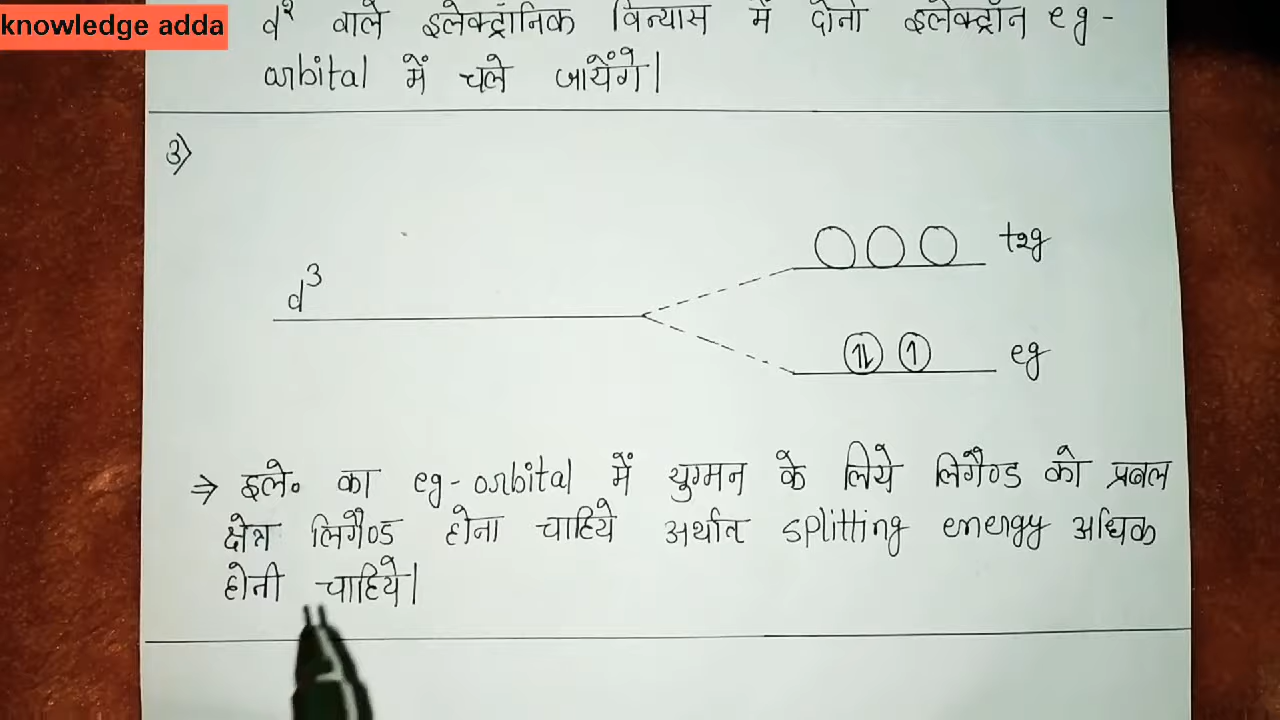 knowledge adda
d² वाले इलेक्ट्रॉनिक विन्यास में दोनो इलेक्ट्रॉन eg-
orbital में चले जायेंगे।
3)
t2g
d³
eg
⇒ इले० का eg-orbital में युग्मन के लिये लिगैण्ड को प्रबल
क्षेत्र लिगैण्ड होना चाहिये अर्थात splitting energy अधिक
होनी चाहिये।